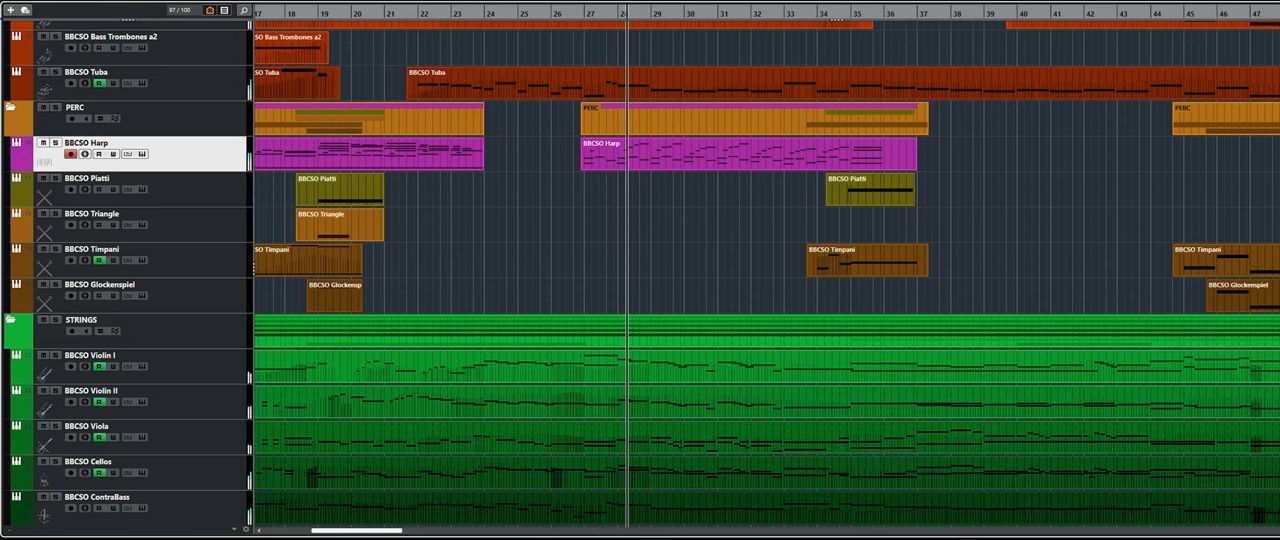 97 / 100 17 18 19 20 21 22 23 24 25 26 27 28 29 30 31 32 33 34 35 36 37 38 39 40 41 42 43 44 45 46 47
BBCSO Bass Trombones a2 SO Bass Trombones a2
BBCSO Tuba SO Tuba BBCSO Tuba
PERC PERC PERC
BBCSO Harp BBCSO Harp
BBCSO Piatti BBCSO Piatti BBCSO Piatti
BBCSO Triangle BBCSO Triangle
BBCSO Timpani SO Timpani BBCSO Timpani BBCSO Timpani
BBCSO Glockenspiel BBCSO Glockensp BBCSO Glockenspiel
STRINGS
BBCSO Violin I
BBCSO Violin II
BBCSO Viola
BBCSO Cellos
BBCSO ContraBass